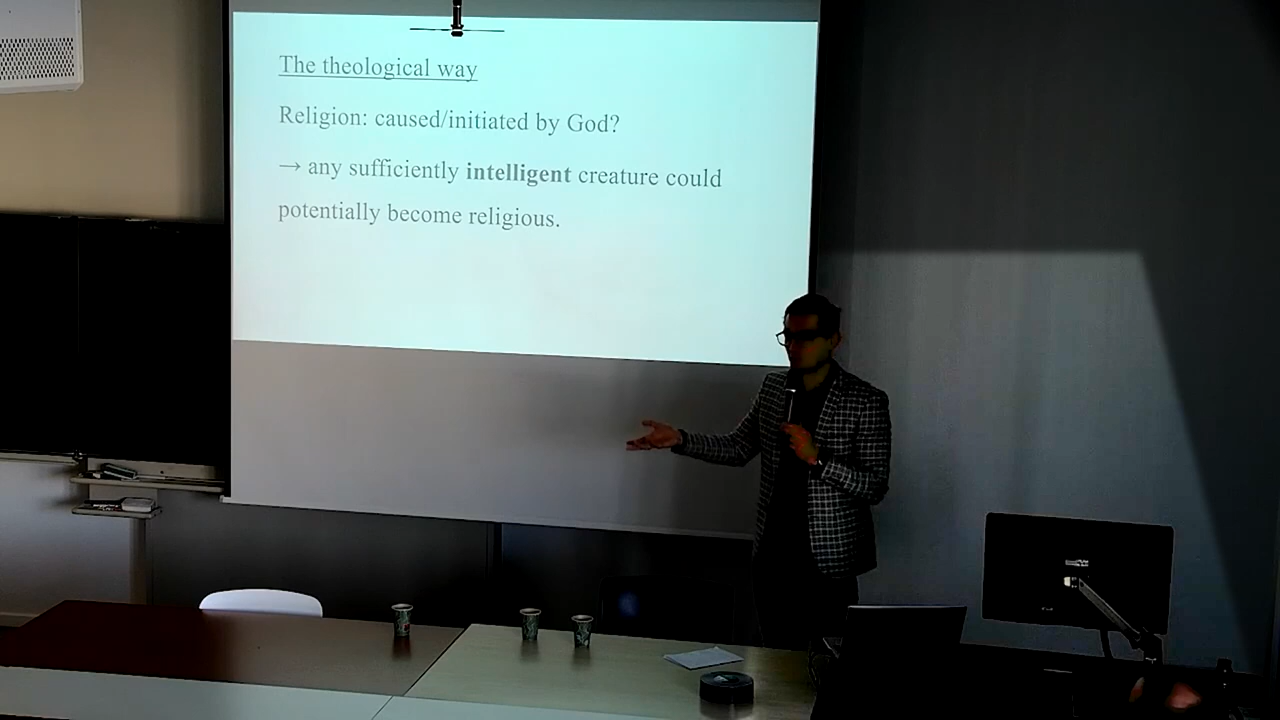 The theological way
Religion: caused/initiated by God?
→ any sufficiently intelligent creature could
potentially become religious.